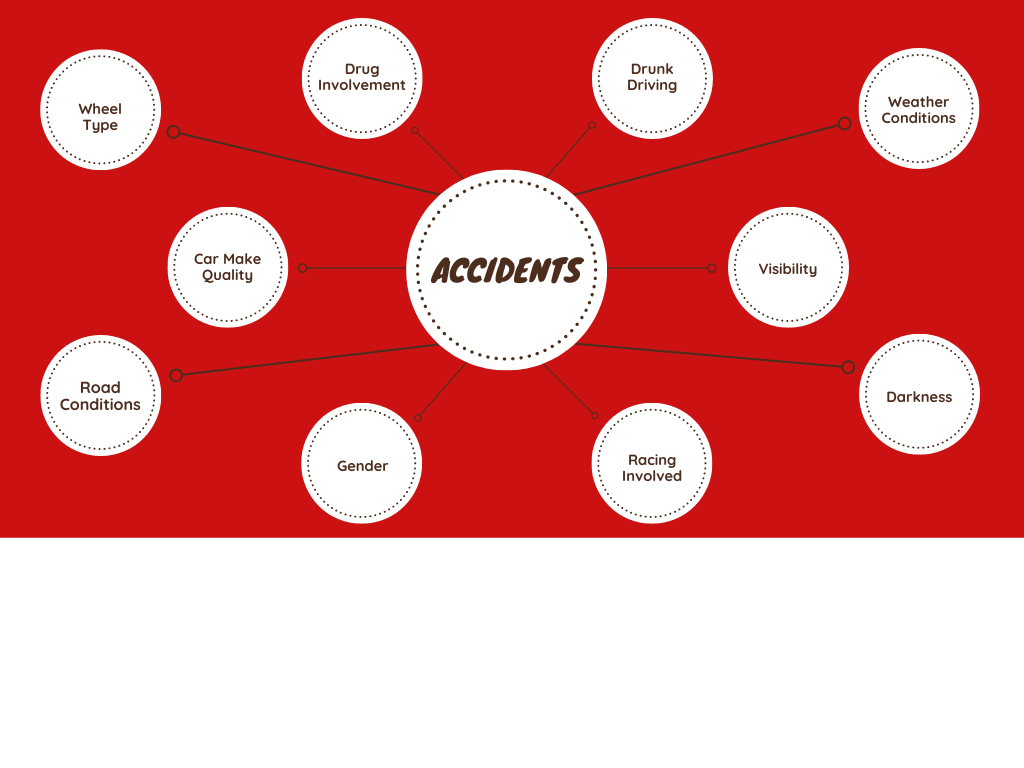 Drug
Involvement
Drunk
Driving
Wheel
Type
Weather
Conditions
Car Make
Quality
ACCIDENTS
Visibility
Road
Conditions
Darkness
Gender
Racing
Involved